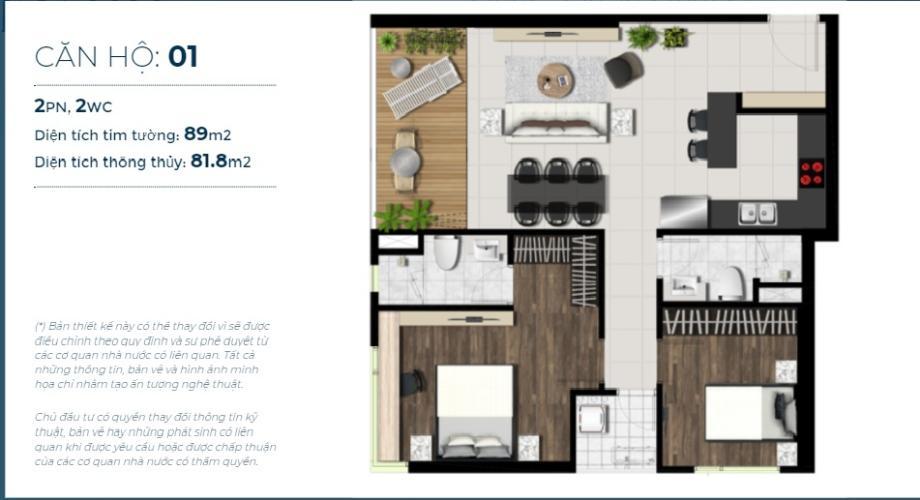 CĂN HỘ: 01
2PN, 2WC
Diện tích tim tường: 89m2
Diện tích thông thủy: 81.8m2
(*) Bản thiết kế này có thể thay đổi vì sẽ được
điều chỉnh theo quy định và sự phê duyệt từ
các cơ quan nhà nước có liên quan. Tất cả
những thông tin, bản vẽ và hình ảnh minh
họa chỉ nhằm tạo ấn tượng nghệ thuật.
Chủ đầu tư có quyền thay đổi thông tin kỹ
thuật, bản vẽ hay những phát sinh có liên
quan khi được yêu cầu hoặc được chấp thuận
của các cơ quan nhà nước có thẩm quyền.